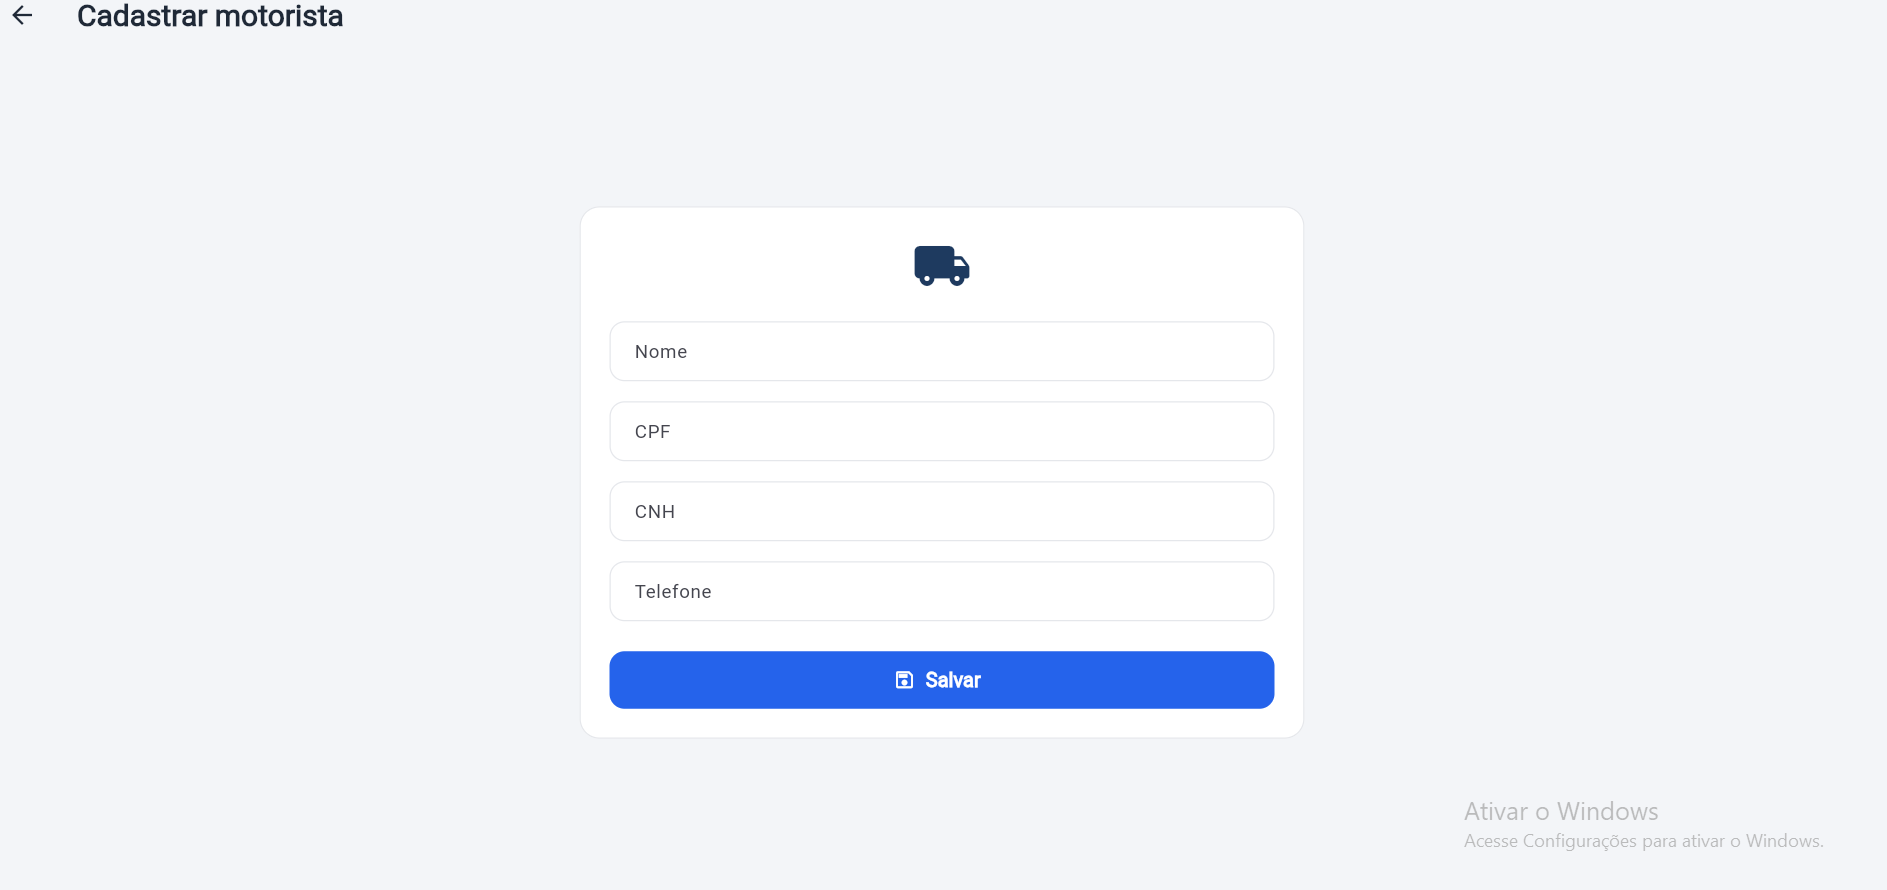 Cadastrar motorista
Nome
CPF
CNH
Telefone
Salvar
Ativar o Windows
Acesse Configurações para ativar o Windows.